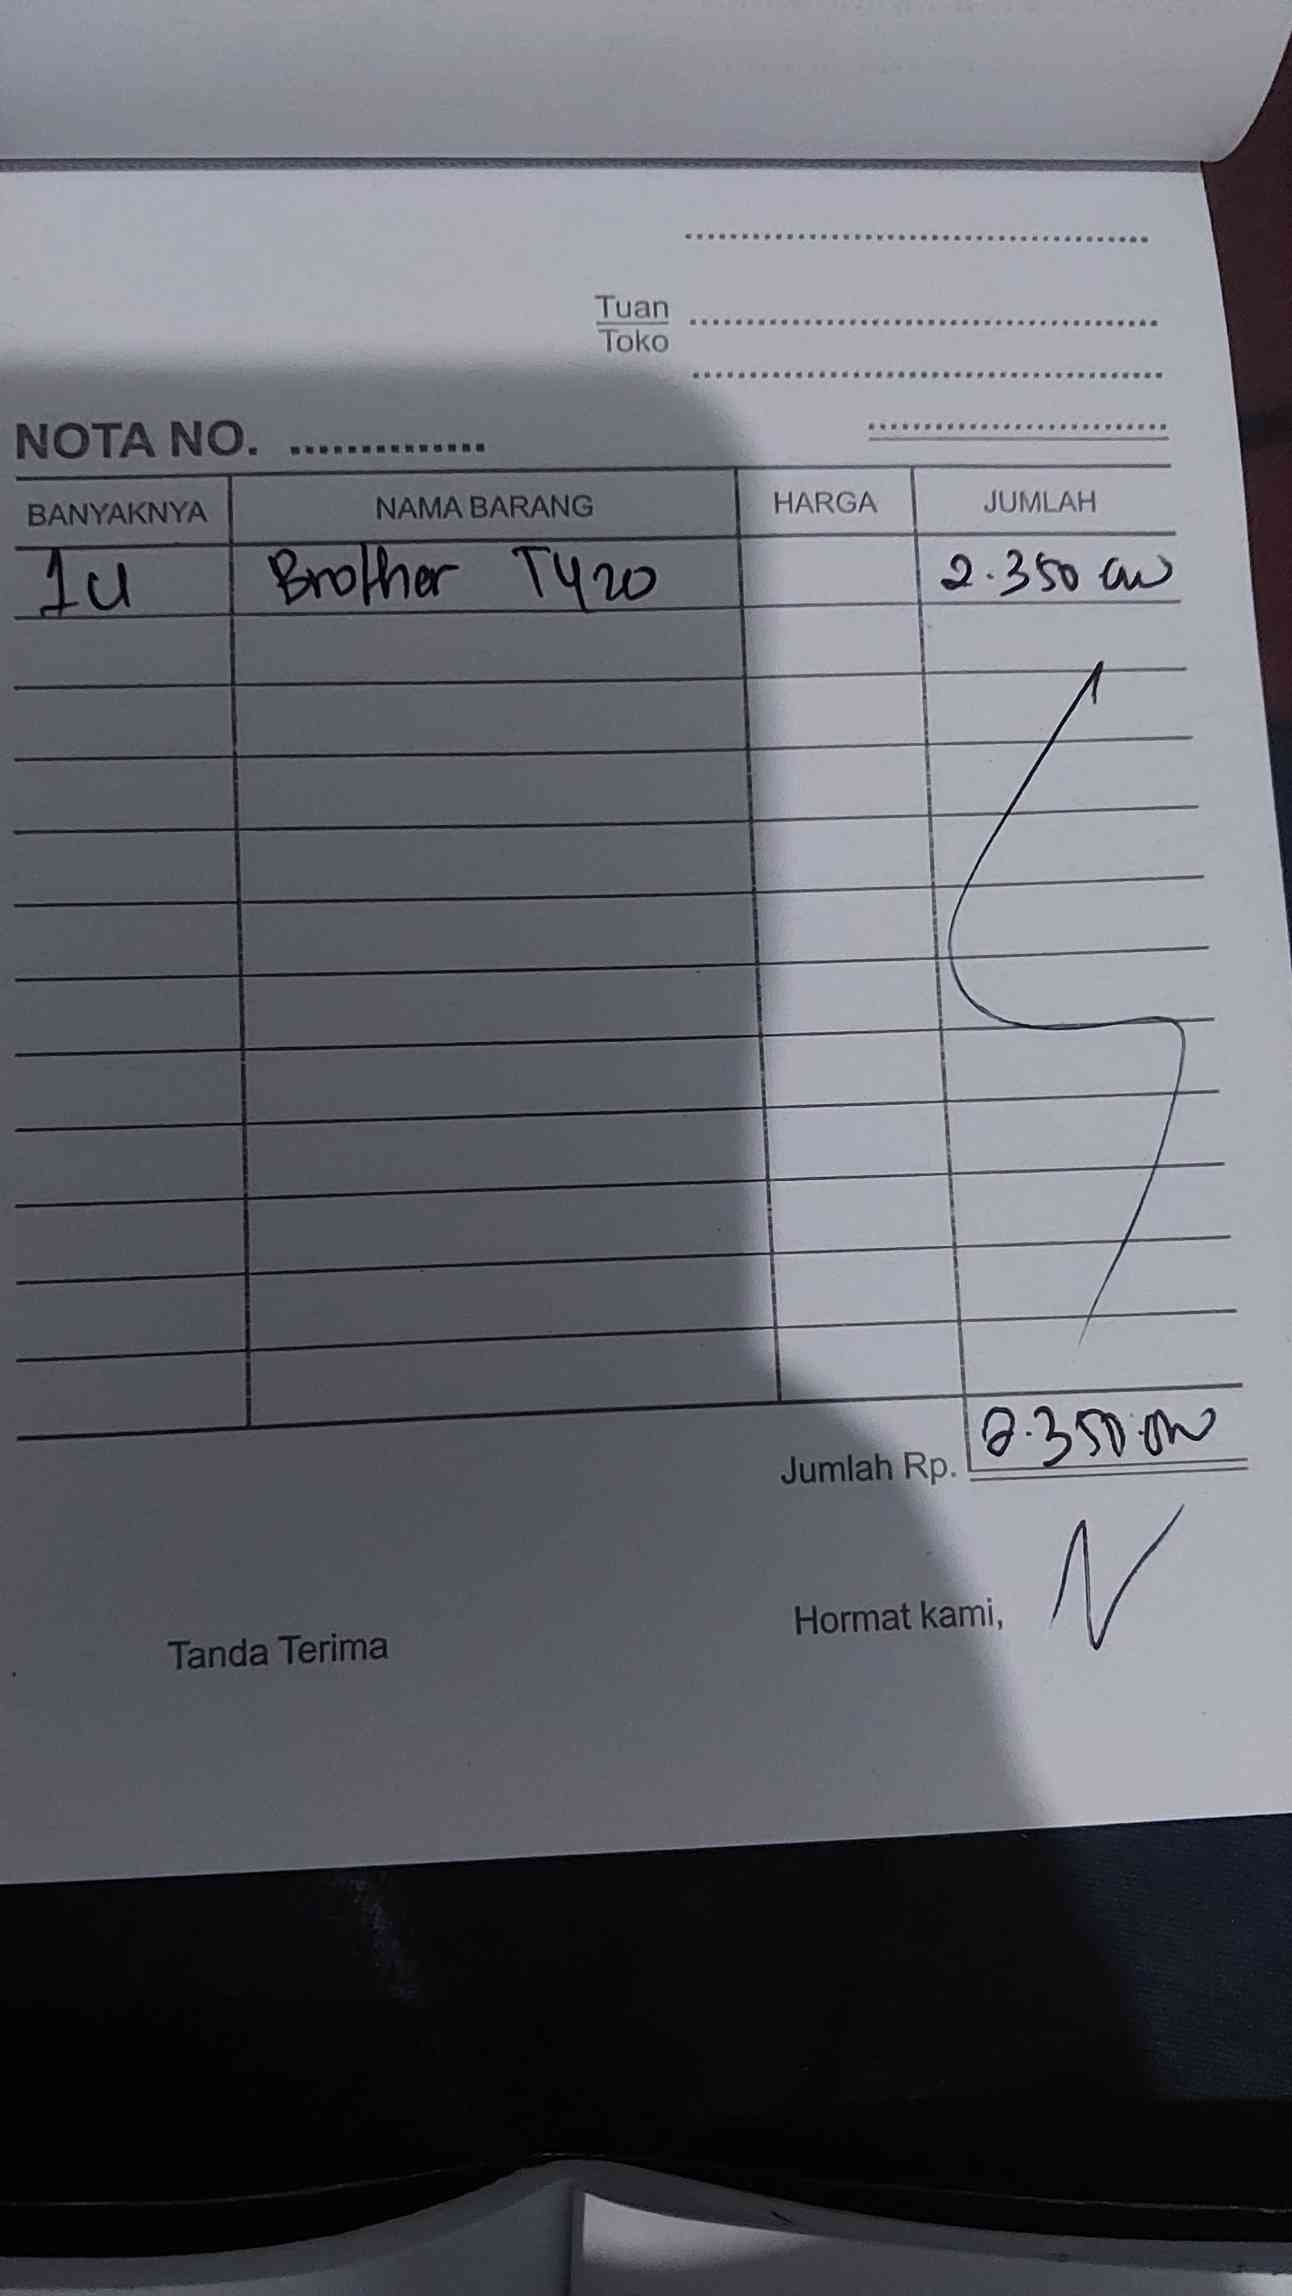 Tuan
Toko
NOTA NO. ..............
BANYAKNYA NAMA BARANG HARGA JUMLAH
1 U Brother T420 2.350.000
Jumlah Rp. 2.350.000
Tanda Terima Hormat kami,